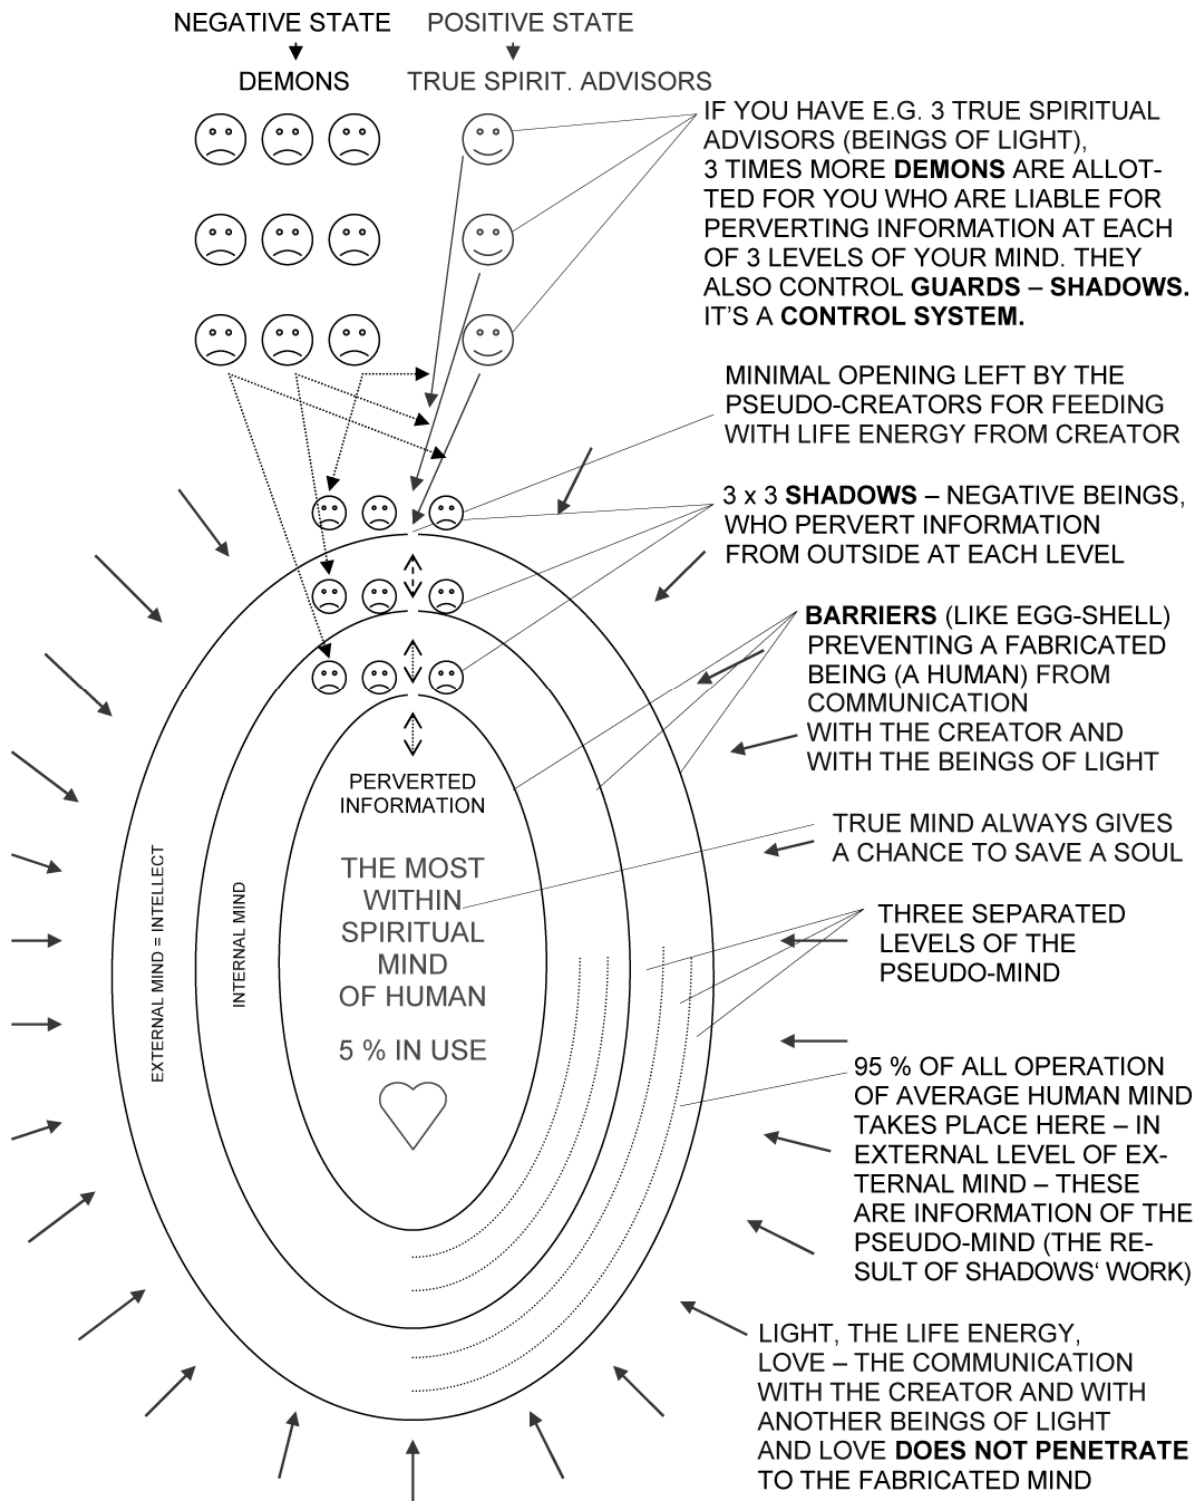 NEGATIVE STATE
POSITIVE STATE
DEMONS
TRUE SPIRIT. ADVISORS
IF YOU HAVE E.G. 3 TRUE SPIRITUAL
ADVISORS (BEINGS OF LIGHT),
3 TIMES MORE DEMONS ARE ALLOT-
TED FOR YOU WHO ARE LIABLE FOR
PERVERTING INFORMATION AT EACH
OF 3 LEVELS OF YOUR MIND. THEY
ALSO CONTROL GUARDS – SHADOWS.
IT'S A CONTROL SYSTEM.
MINIMAL OPENING LEFT BY THE
PSEUDO-CREATORS FOR FEEDING
WITH LIFE ENERGY FROM CREATOR
3 x 3 SHADOWS – NEGATIVE BEINGS,
WHO PERVERT INFORMATION
FROM OUTSIDE AT EACH LEVEL
BARRIERS (LIKE EGG-SHELL)
PREVENTING A FABRICATED
BEING (A HUMAN) FROM
COMMUNICATION
WITH THE CREATOR AND
WITH THE BEINGS OF LIGHT
PERVERTED
INFORMATION
TRUE MIND ALWAYS GIVES
A CHANCE TO SAVE A SOUL
EXTERNAL MIND = INTELLECT
INTERNAL MIND
THE MOST
WITHIN
SPIRITUAL
MIND
OF HUMAN
5 % IN USE
THREE SEPARATED
LEVELS OF THE
PSEUDO-MIND
95 % OF ALL OPERATION
OF AVERAGE HUMAN MIND
TAKES PLACE HERE – IN
EXTERNAL LEVEL OF EX-
TERNAL MIND – THESE
ARE INFORMATION OF THE
PSEUDO-MIND (THE RE-
SULT OF SHADOWS‘ WORK)
LIGHT, THE LIFE ENERGY,
LOVE – THE COMMUNICATION
WITH THE CREATOR AND WITH
ANOTHER BEINGS OF LIGHT
AND LOVE DOES NOT PENETRATE
TO THE FABRICATED MIND